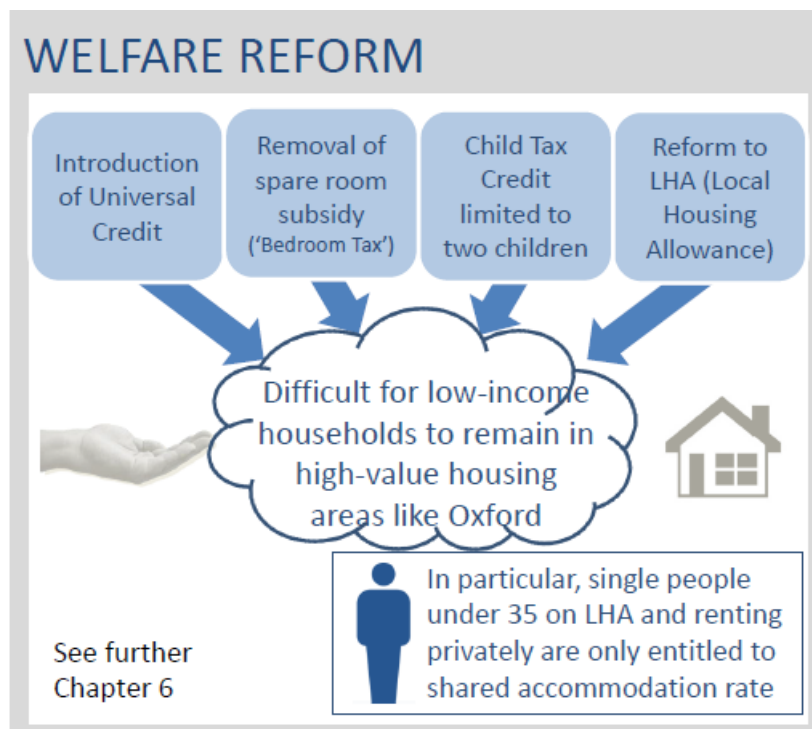 WELFARE REFORM
Introduction
of Universal
Credit
Removal of
spare room
subsidy
('Bedroom Tax')
Child Tax
Credit
limited to
two children
Reform to
LHA (Local
Housing
Allowance)
Difficult for low-income
households to remain in
high-value housing
areas like Oxford
In particular, single people
under 35 on LHA and renting
privately are only entitled to
shared accommodation rate
See further
Chapter 6